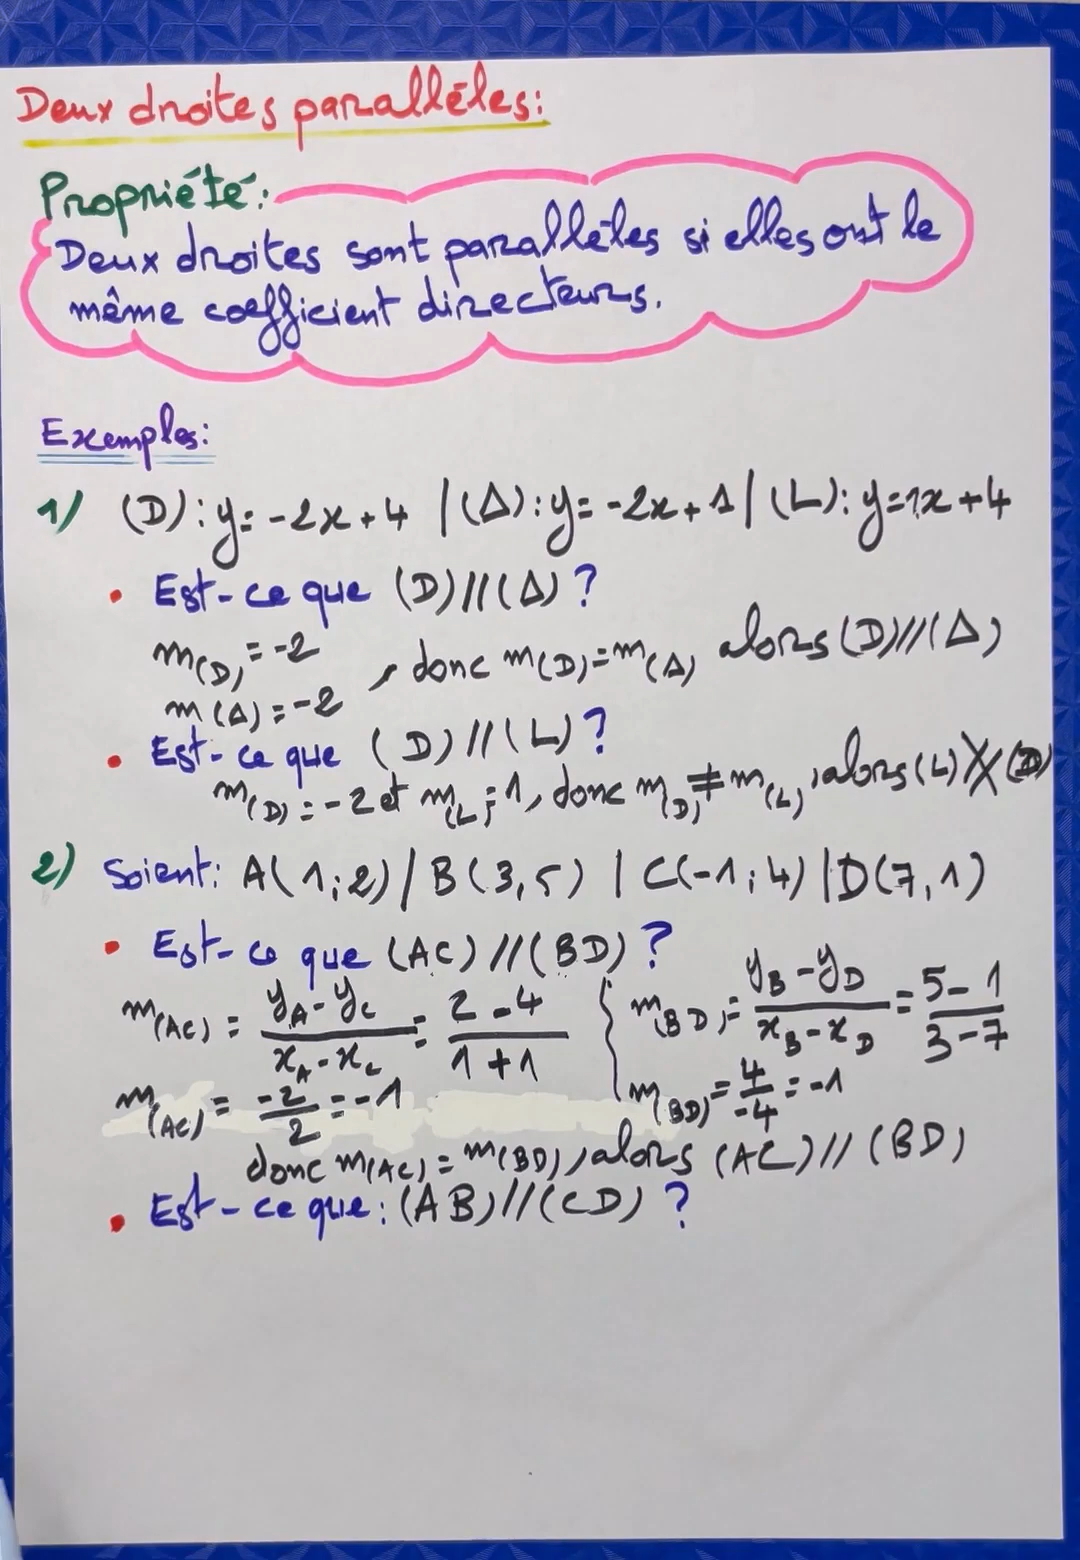 Deux droites parallèles:
Propriété:
Deux droites sont parallèles si elles ont le
même coefficient directeurs.
Exemples:
1) (D): y= -2x+4 | (Δ): y= -2x+1 | (L): y=1x+4
• Est-ce que (D)//(Δ)?
m(D)=-2
, donc m(D)=m(Δ) alors (D)//(Δ)
m(Δ)=-2
• Est-ce que (D)//(L)?
m(D)=-2 et m(L)=1, donc m(D)≠m(L), alors (L) ∦ (D)
2) Soient: A(1;2) | B(3,5) | C(-1;4) | D(7,1)
• Est-ce que (AC)//(BD)?
m(AC) = (yA-yC)/(xA-xC) = (2-4)/(1+1) { m(BD) = (yB-yD)/(xB-xD) = (5-1)/(3-7)
m(AC) = -2/2 = -1 m(BD) = 4/-4 = -1
donc m(AC) = m(BD), alors (AC)//(BD)
• Est-ce que: (AB)//(CD)?